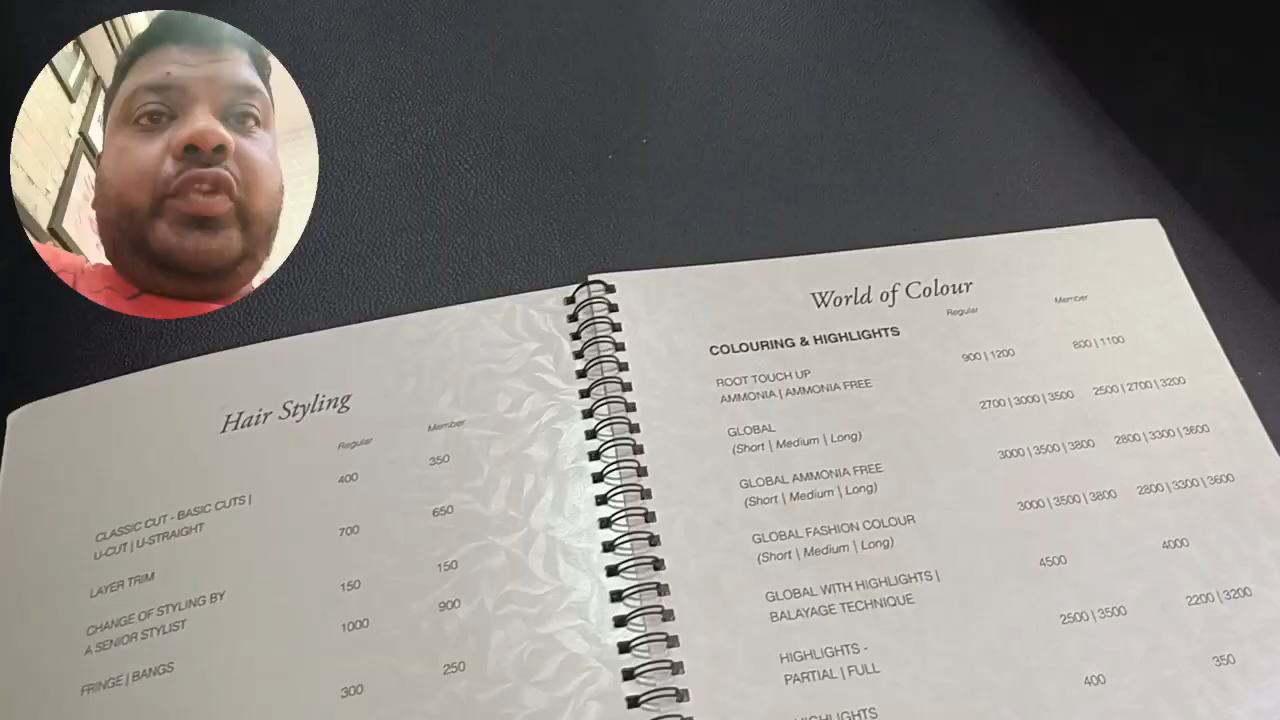 Hair Styling
Regular Member
400 350
CLASSIC CUT - BASIC CUTS |
U-CUT | U-STRAIGHT
700 650
LAYER TRIM
150 150
CHANGE OF STYLING BY
A SENIOR STYLIST
1000 900
FRINGE | BANGS
300 250
World of Colour
Regular Member
COLOURING & HIGHLIGHTS
900 | 1200 800 | 1100
ROOT TOUCH UP
AMMONIA | AMMONIA FREE
2700 | 3000 | 3500 2500 | 2700 | 3200
GLOBAL
(Short | Medium | Long)
3000 | 3500 | 3800 2800 | 3300 | 3600
GLOBAL AMMONIA FREE
(Short | Medium | Long)
3000 | 3500 | 3800 2800 | 3300 | 3600
GLOBAL FASHION COLOUR
(Short | Medium | Long)
4500 4000
GLOBAL WITH HIGHLIGHTS |
BALAYAGE TECHNIQUE
2500 | 3500 2200 | 3200
HIGHLIGHTS -
PARTIAL | FULL
400 350